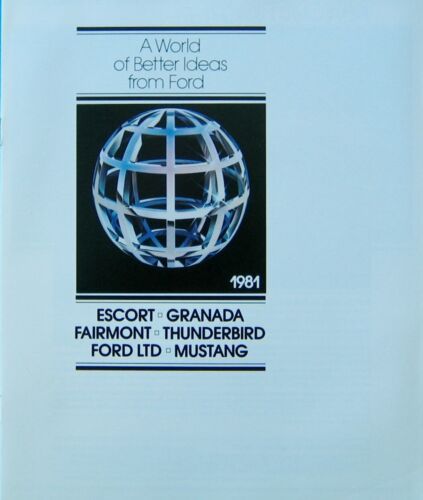 A World
of Better Ideas
from Ford
1981
ESCORT ▫ GRANADA
FAIRMONT ▫ THUNDERBIRD
FORD LTD ▫ MUSTANG